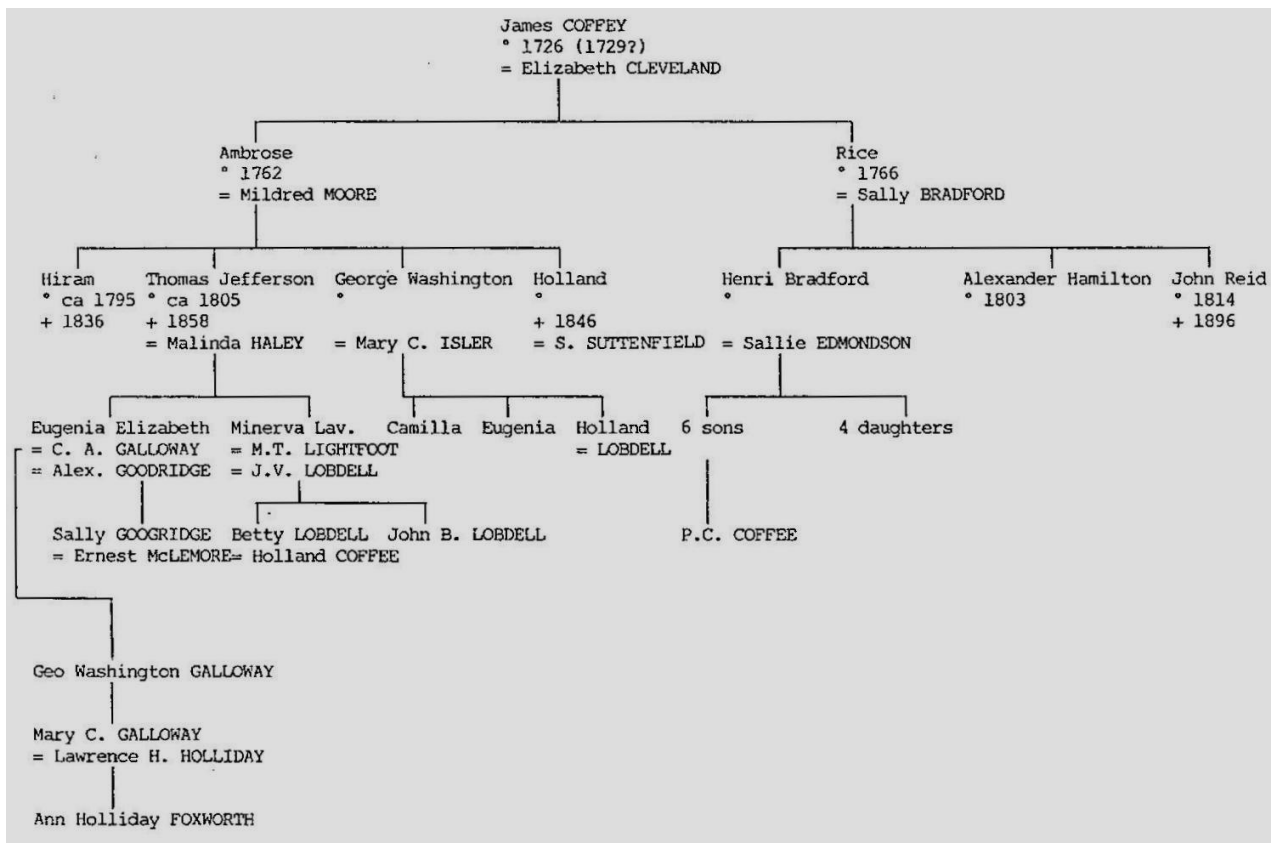 James COFFEY
° 1726 (1729?)
= Elizabeth CLEVELAND
Ambrose Rice
° 1762 ° 1766
= Mildred MOORE = Sally BRADFORD
Hiram Thomas Jefferson George Washington Holland Henri Bradford Alexander Hamilton John Reid
° ca 1795 ° ca 1805 ° ° ° ° 1803 ° 1814
+ 1836 + 1858 + 1846 + 1896
= Malinda HALEY = Mary C. ISLER = S. SUTTENFIELD = Sallie EDMONDSON
Eugenia Elizabeth Minerva Lav. Camilla Eugenia Holland 6 sons 4 daughters
= C. A. GALLOWAY = M.T. LIGHTFOOT = LOBDELL
= Alex. GOODRIDGE = J.V. LOBDELL
Sally GOOGRIDGE Betty LOBDELL John B. LOBDELL P.C. COFFEE
= Ernest McLEMORE= Holland COFFEE
Geo Washington GALLOWAY
Mary C. GALLOWAY
= Lawrence H. HOLLIDAY
Ann Holliday FOXWORTH